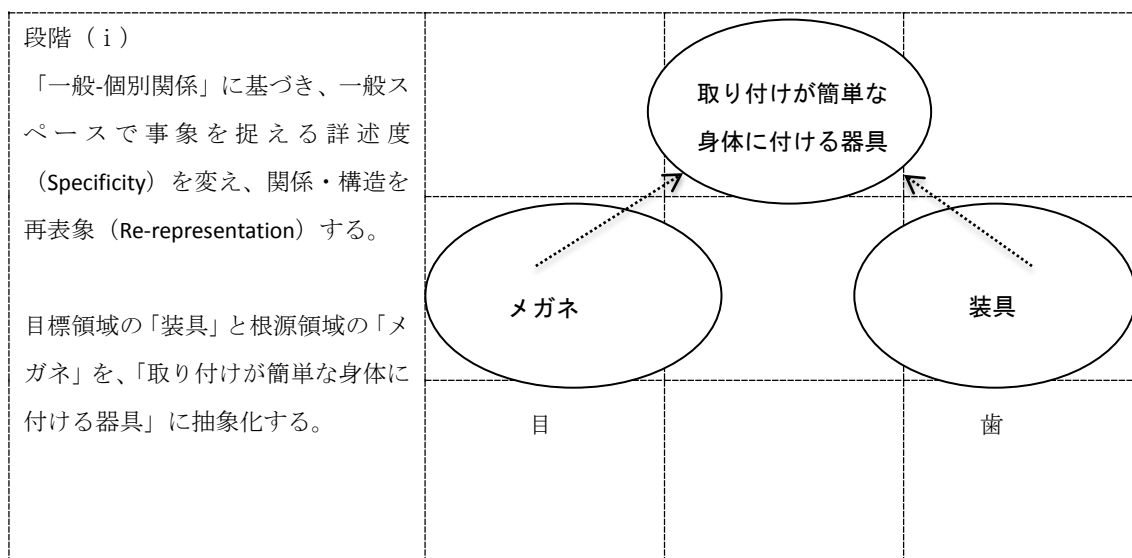 段階（ⅰ）
「一般-個別関係」に基づき、一般ス
ペースで事象を捉える詳述度
（Specificity）を変え、関係・構造を
再表象（Re-representation）する。
目標領域の「装具」と根源領域の「メ
ガネ」を、「取り付けが簡単な身体に
付ける器具」に抽象化する。
取り付けが簡単な
身体に付ける器具
メガネ
装具
目
歯